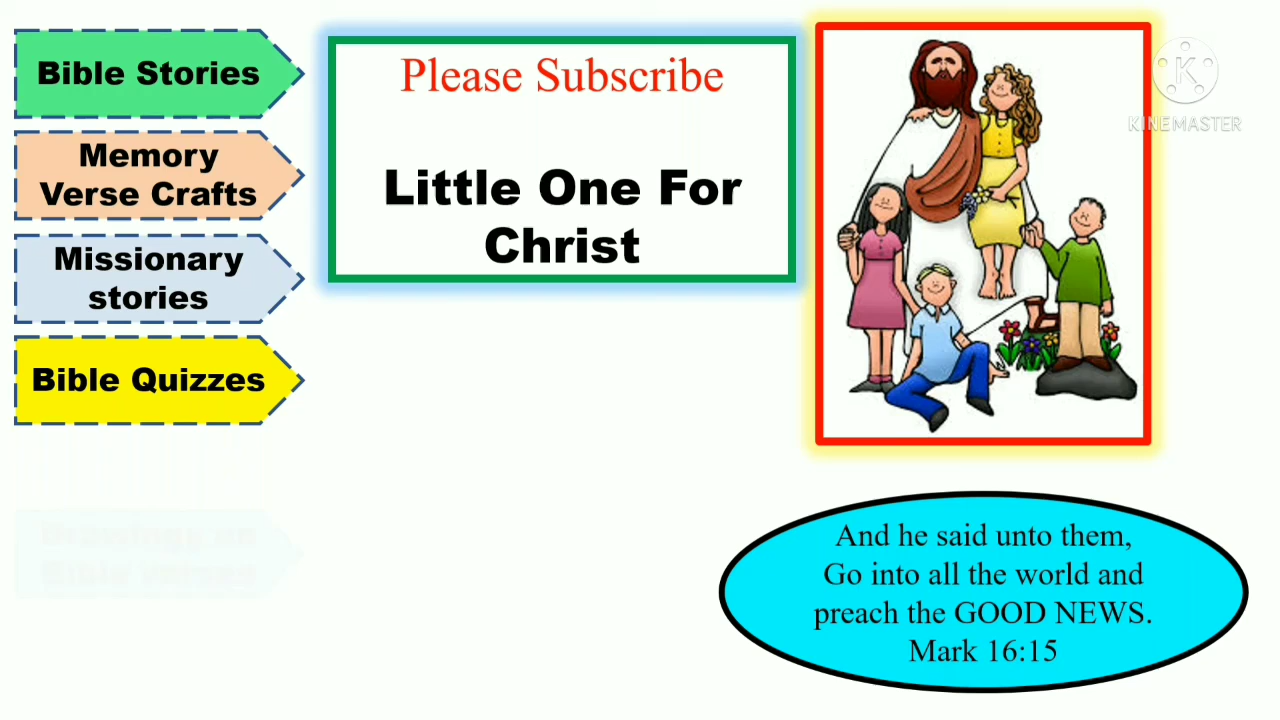 Bible Stories
Memory
Verse Crafts
Missionary
stories
Bible Quizzes
Please Subscribe
Little One For
Christ
KINEMASTER
And he said unto them,
Go into all the world and
preach the GOOD NEWS.
Mark 16:15